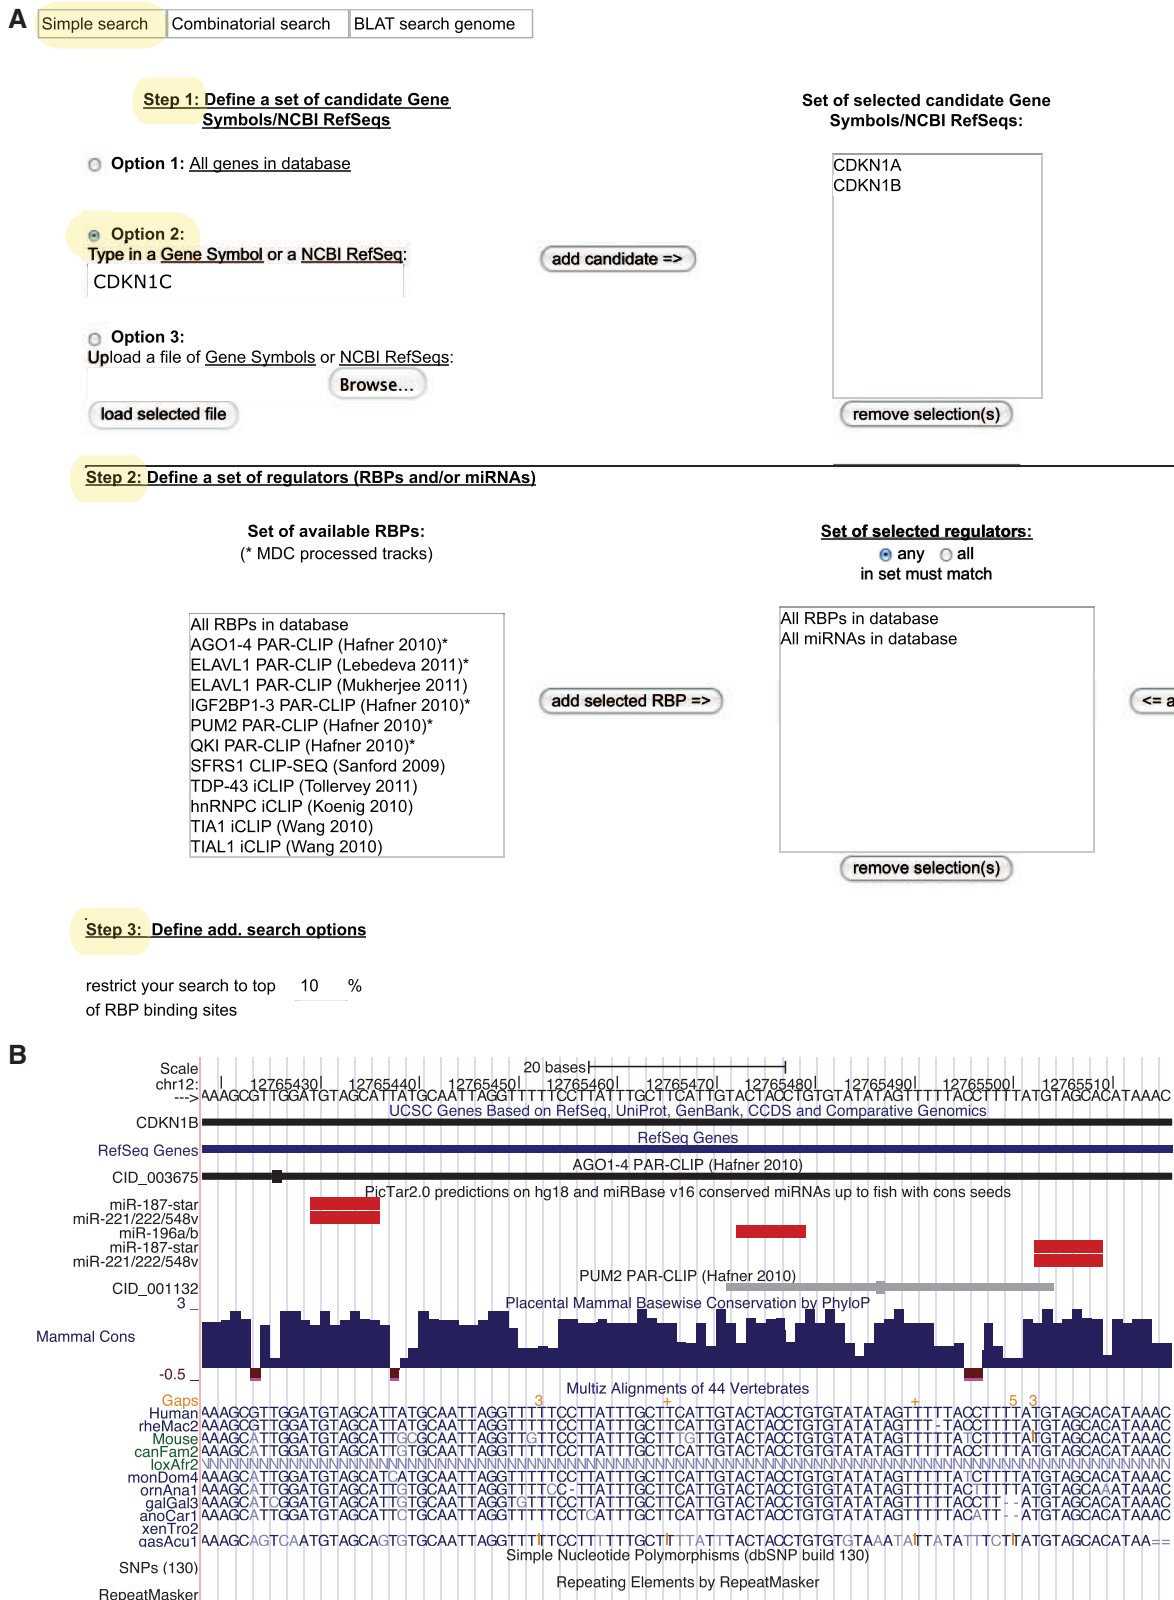 A
Simple search Combinatorial search BLAT search genome
Step 1: Define a set of candidate Gene
Symbols/NCBI RefSeqs
Set of selected candidate Gene
Symbols/NCBI RefSeqs:
Option 1: All genes in database
CDKN1A
CDKN1B
Option 2:
Type in a Gene Symbol or a NCBI RefSeq:
add candidate =>
CDKN1C
Option 3:
Upload a file of Gene Symbols or NCBI RefSeqs:
Browse...
load selected file
remove selection(s)
Step 2: Define a set of regulators (RBPs and/or miRNAs)
Set of available RBPs:
(* MDC processed tracks)
Set of selected regulators:
any all
in set must match
All RBPs in database
AGO1-4 PAR-CLIP (Hafner 2010)*
ELAVL1 PAR-CLIP (Lebedeva 2011)*
ELAVL1 PAR-CLIP (Mukherjee 2011)
IGF2BP1-3 PAR-CLIP (Hafner 2010)*
PUM2 PAR-CLIP (Hafner 2010)*
QKI PAR-CLIP (Hafner 2010)*
SFRS1 CLIP-SEQ (Sanford 2009)
TDP-43 iCLIP (Tollervey 2011)
hnRNPC iCLIP (Koenig 2010)
TIA1 iCLIP (Wang 2010)
TIAL1 iCLIP (Wang 2010)
add selected RBP =>
All RBPs in database
All miRNAs in database
<= a
remove selection(s)
Step 3: Define add. search options
restrict your search to top 10 %
of RBP binding sites
B
Scale 20 bases
chr12: 12765430 12765440 12765450 12765460 12765470 12765480 12765490 12765500 12765510
---> AAAGCGTTGGATGTAGCATTATGCAATTAGGTTTTTCCTTATTTGCTTCATTGTACTACCTGTGTATATAGTTTTTACCTTTTATGTAGCACATAAAC
UCSC Genes Based on RefSeq, UniProt, GenBank, CCDS and Comparative Genomics
CDKN1B
RefSeq Genes
RefSeq Genes
AGO1-4 PAR-CLIP (Hafner 2010)
CID_003675
PicTar2.0 predictions on hg18 and miRBase v16 conserved miRNAs up to fish with cons seeds
miR-187-star
miR-221/222/548v
miR-196a/b
miR-187-star
miR-221/222/548v
PUM2 PAR-CLIP (Hafner 2010)
CID_001132
Placental Mammal Basewise Conservation by PhyloP
3
Mammal Cons
-0.5
Multiz Alignments of 44 Vertebrates
Gaps 3 + + 5 3
Human AAAGCGTTGGATGTAGCATTATGCAATTAGGTTTTTCCTTATTTGCTTCATTGTACTACCTGTGTATATAGTTTTTACCTTTTATGTAGCACATAAAC
rheMac2
Mouse
canFam2
loxAfr2
monDom4
ornAna1
galGal3
anoCar1
xenTro2
gasAcu1
Simple Nucleotide Polymorphisms (dbSNP build 130)
SNPs (130)
Repeating Elements by RepeatMasker
RepeatMasker